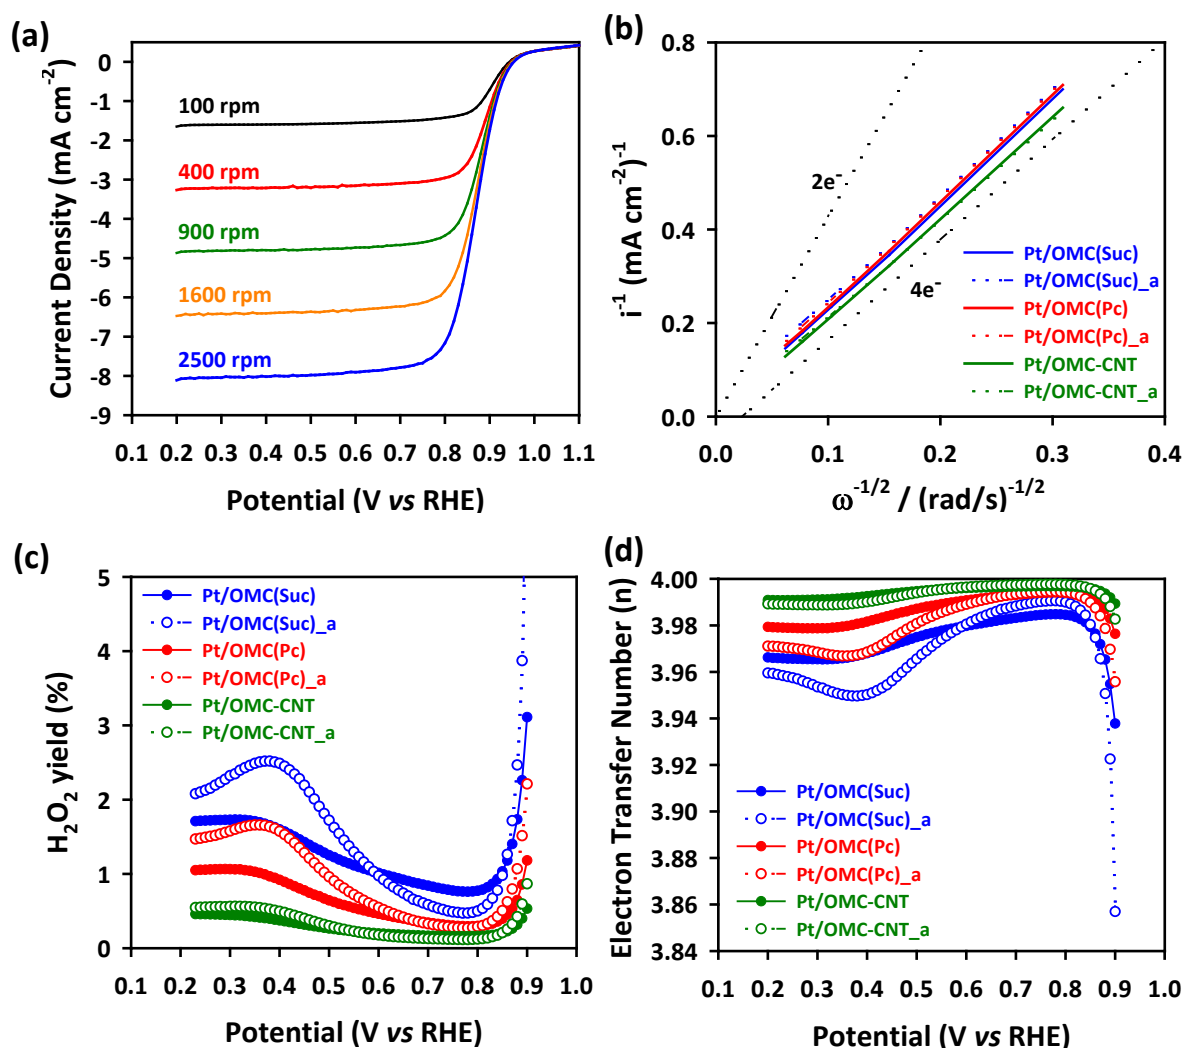 (a)
Current Density (mA cm⁻²)
0
-1
-2
-3
-4
-5
-6
-7
-8
-9
100 rpm
400 rpm
900 rpm
1600 rpm
2500 rpm
0.1 0.2 0.3 0.4 0.5 0.6 0.7 0.8 0.9 1.0 1.1
Potential (V vs RHE)
(b)
i⁻¹ (mA cm⁻²)⁻¹
0.8
0.6
0.4
0.2
0.0
2e⁻
4e⁻
Pt/OMC(Suc)
Pt/OMC(Suc)_a
Pt/OMC(Pc)
Pt/OMC(Pc)_a
Pt/OMC-CNT
Pt/OMC-CNT_a
0.0 0.1 0.2 0.3 0.4
ω⁻¹/² / (rad/s)⁻¹/²
(c)
H₂O₂ yield (%)
5
4
3
2
1
0
Pt/OMC(Suc)
Pt/OMC(Suc)_a
Pt/OMC(Pc)
Pt/OMC(Pc)_a
Pt/OMC-CNT
Pt/OMC-CNT_a
0.1 0.2 0.3 0.4 0.5 0.6 0.7 0.8 0.9 1.0
Potential (V vs RHE)
(d)
Electron Transfer Number (n)
4.00
3.98
3.96
3.94
3.92
3.90
3.88
3.86
3.84
Pt/OMC(Suc)
Pt/OMC(Suc)_a
Pt/OMC(Pc)
Pt/OMC(Pc)_a
Pt/OMC-CNT
Pt/OMC-CNT_a
0.1 0.2 0.3 0.4 0.5 0.6 0.7 0.8 0.9 1.0
Potential (V vs RHE)